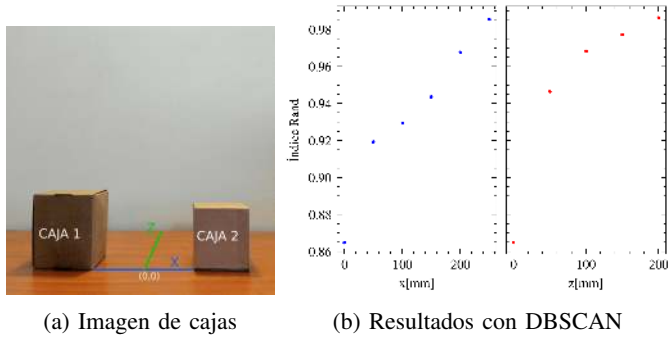 CAJA 1
CAJA 2
Z
X
(0,0)
(a) Imagen de cajas
Índice Rand
0.98
0.96
0.94
0.92
0.90
0.88
0.86
0 100 200
x[mm]
0 100 200
z[mm]
(b) Resultados con DBSCAN